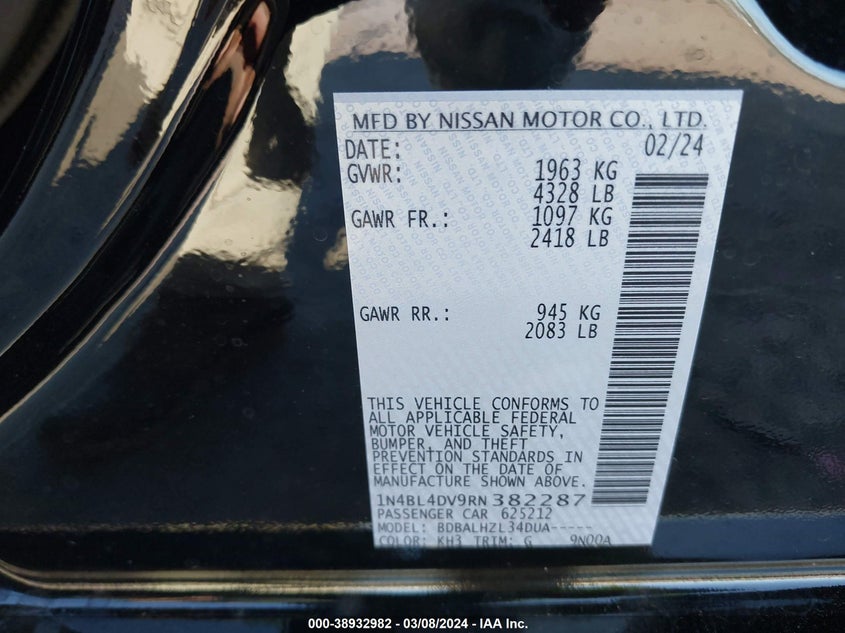 MFD BY NISSAN MOTOR CO., LTD.
DATE: 02/24
GVWR: 1963 KG
4328 LB
GAWR FR.: 1097 KG
2418 LB
GAWR RR.: 945 KG
2083 LB
THIS VEHICLE CONFORMS TO
ALL APPLICABLE FEDERAL
MOTOR VEHICLE SAFETY,
BUMPER, AND THEFT
PREVENTION STANDARDS IN
EFFECT ON THE DATE OF
MANUFACTURE SHOWN ABOVE.
1N4BL4DV9RN382287
PASSENGER CAR 625212
MODEL: BDBALHZL34DUA-----
COLOR: KH3 TRIM: G 9N00A
000-38932982 - 03/08/2024 - IAA Inc.